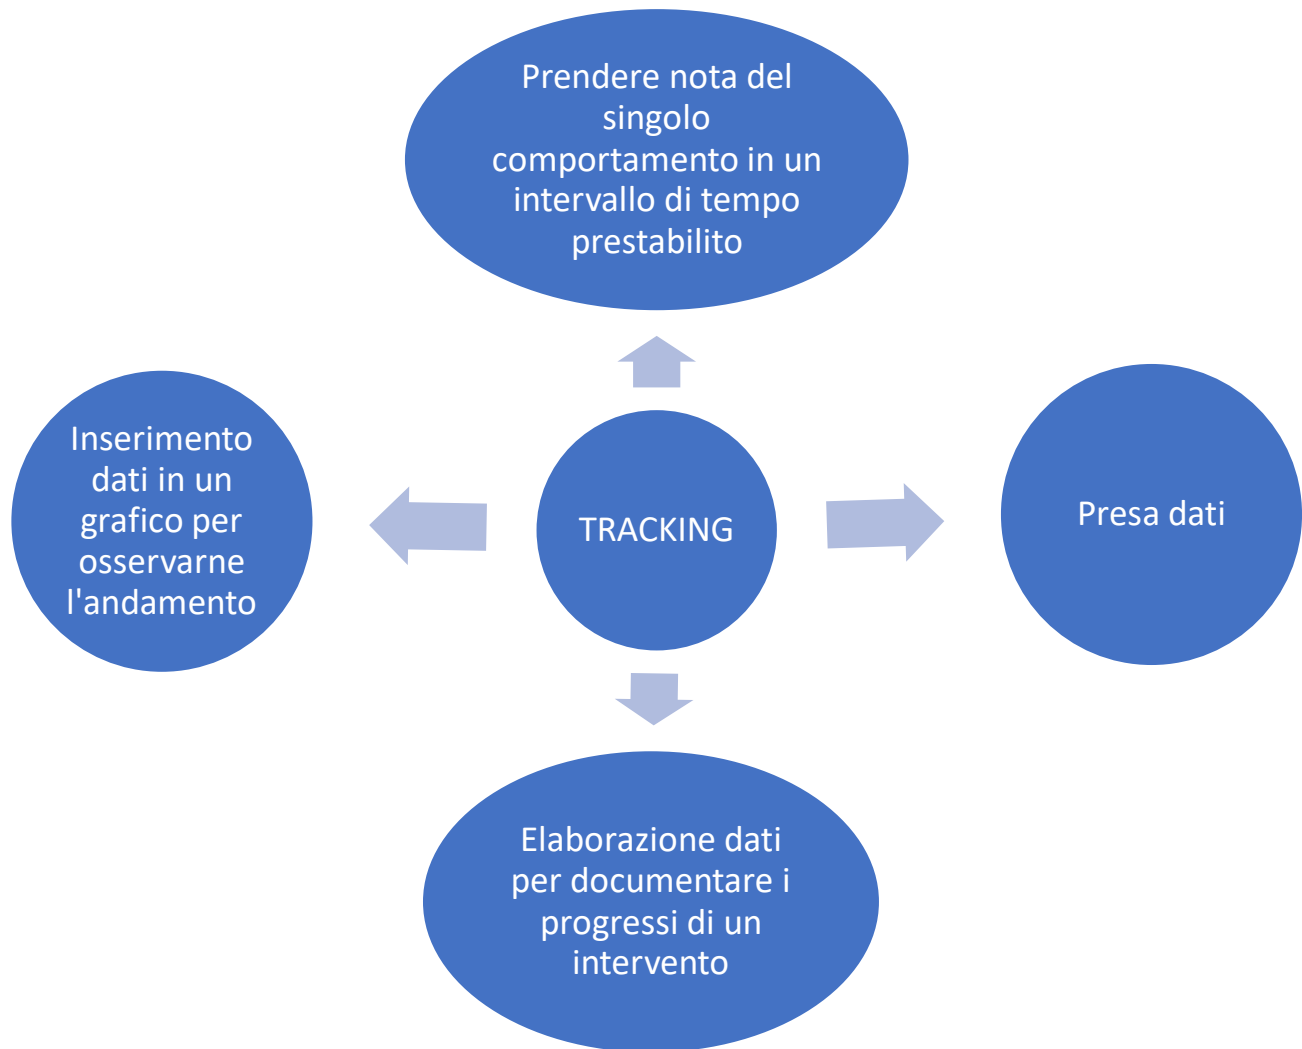 Prendere nota del
singolo
comportamento in un
intervallo di tempo
prestabilito
Inserimento
dati in un
grafico per
osservarne
l'andamento
TRACKING
Presa dati
Elaborazione dati
per documentare i
progressi di un
intervento